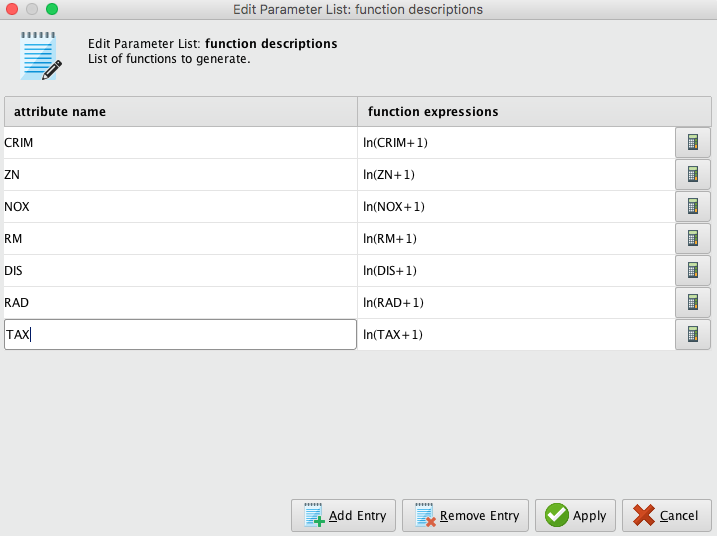 Edit Parameter List: function descriptions
Edit Parameter List: function descriptions
List of functions to generate.
attribute name function expressions
CRIM ln(CRIM+1)
ZN ln(ZN+1)
NOX ln(NOX+1)
RM ln(RM+1)
DIS ln(DIS+1)
RAD ln(RAD+1)
TAX ln(TAX+1)
Add Entry Remove Entry Apply Cancel